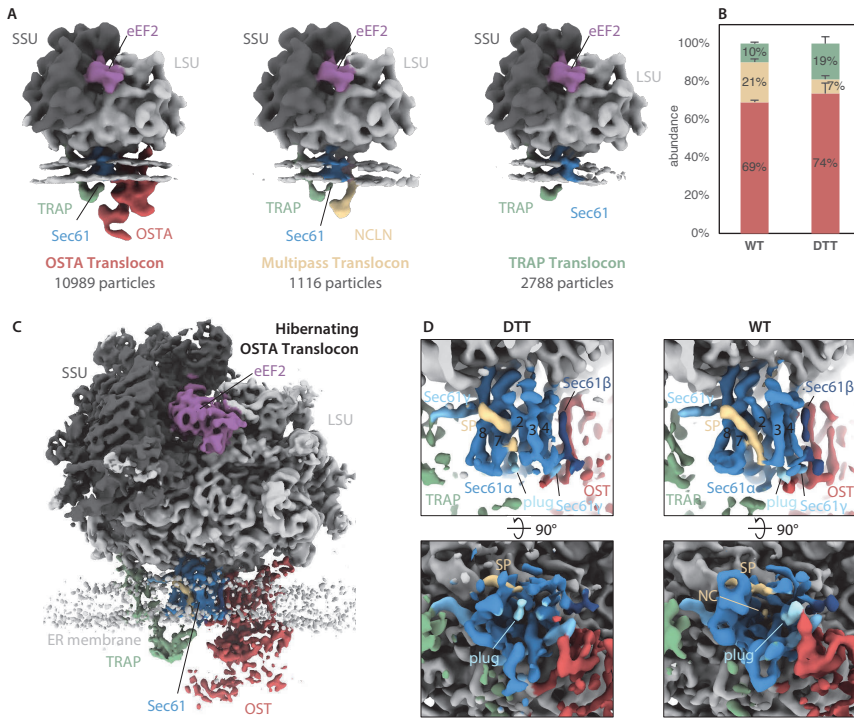 A
SSU
eEF2
LSU
TRAP
Sec61
OSTA
OSTA Translocon
10989 particles
eEF2
LSU
TRAP
Sec61
NCLN
Multipass Translocon
1116 particles
eEF2
LSU
TRAP
Sec61
TRAP Translocon
2788 particles
B
abundance
100%
80%
60%
40%
20%
0%
10%
21%
69%
19%
7%
74%
WT
DTT
C
Hibernating
OSTA Translocon
SSU
eEF2
LSU
ER membrane
TRAP
Sec61
OST
D
DTT
Sec61γ
SP
Sec61β
8
7
2
3
4
TRAP
Sec61α
plug
Sec61γ
OST
90°
SP
plug
WT
Sec61β
SP
8
7
2
3
4
TRAP
Sec61α
plug
Sec61γ
OST
90°
SP
NC
plug